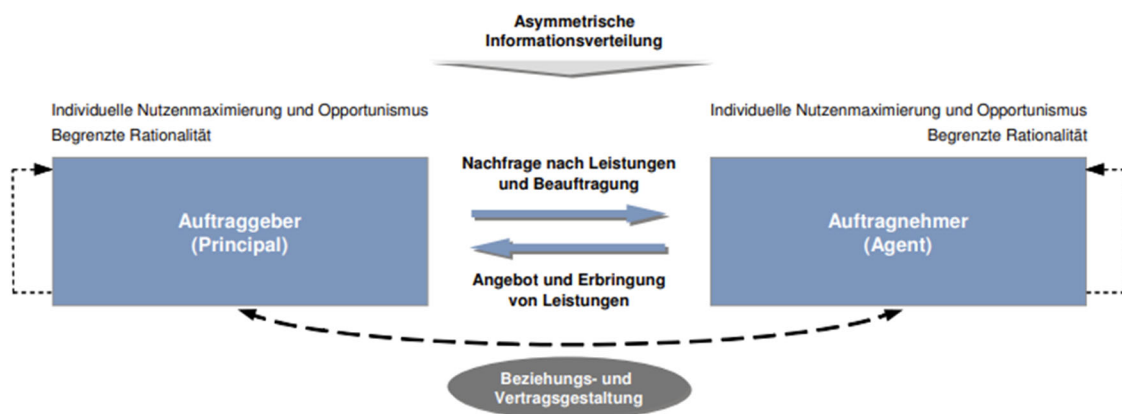 Asymmetrische
Informationsverteilung
Individuelle Nutzenmaximierung und Opportunismus
Begrenzte Rationalität
Individuelle Nutzenmaximierung und Opportunismus
Begrenzte Rationalität
Auftraggeber
(Principal)
Nachfrage nach Leistungen
und Beauftragung
Angebot und Erbringung
von Leistungen
Auftragnehmer
(Agent)
Beziehungs- und
Vertragsgestaltung